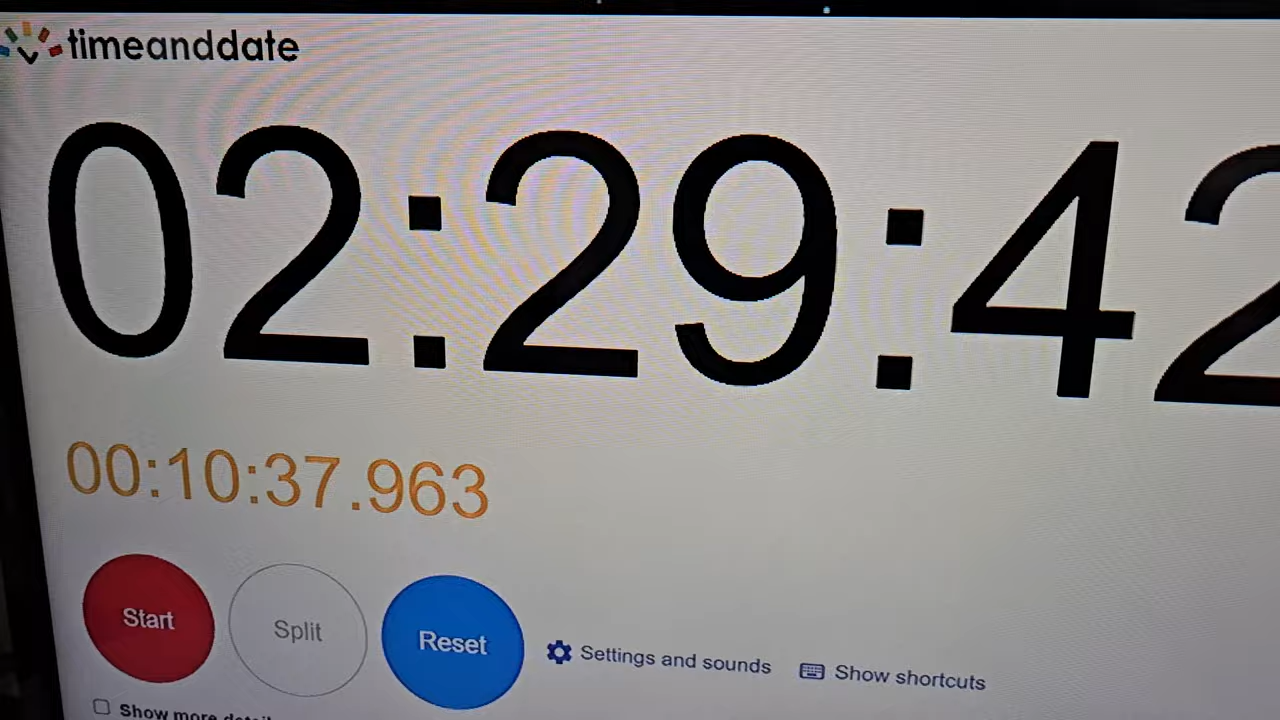 timeanddate
02:29:42
00:10:37.963
Start
Split
Reset
Settings and sounds
Show shortcuts
Show more